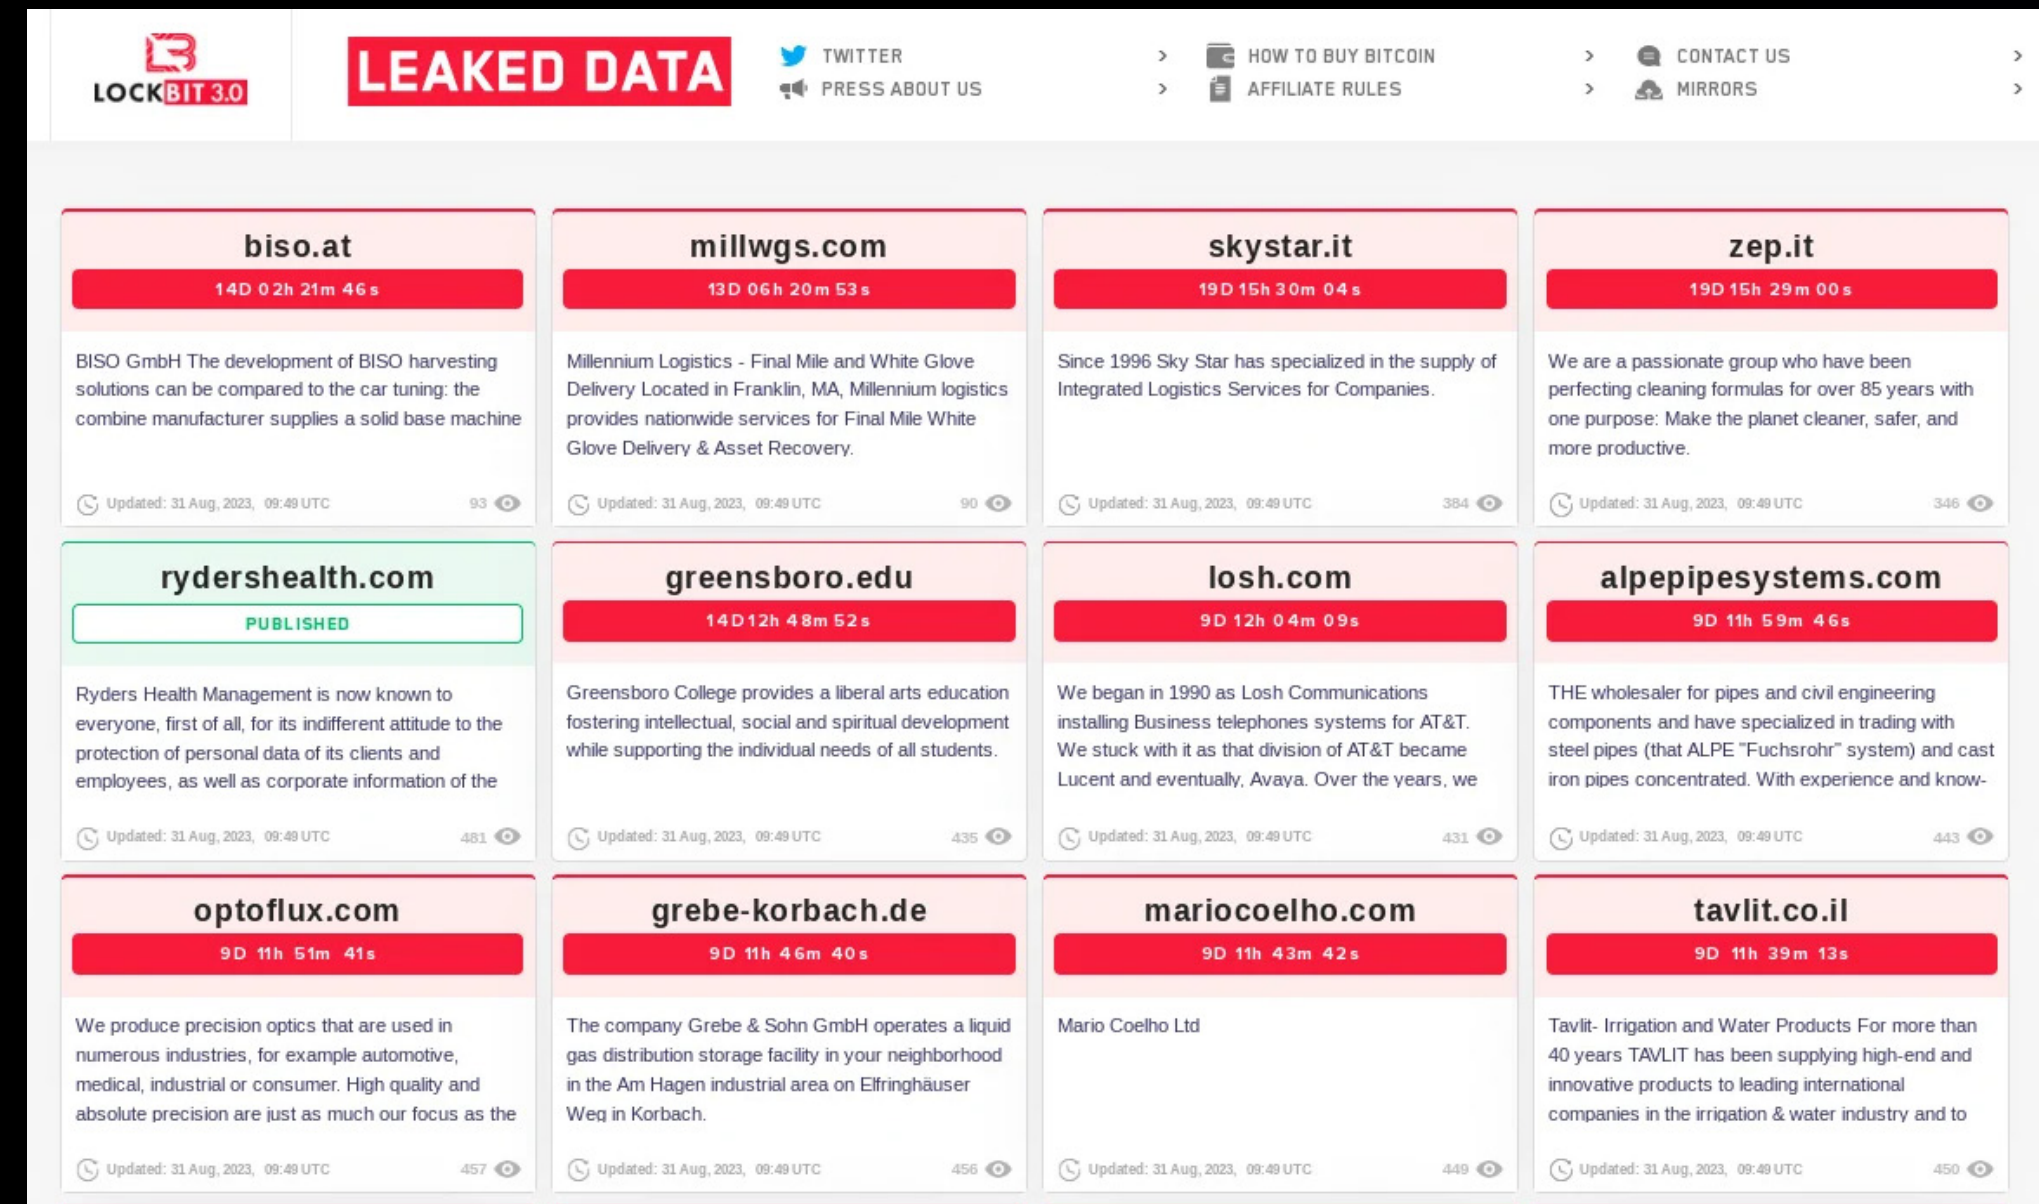 LOCKBIT 3.0
LEAKED DATA
TWITTER
PRESS ABOUT US
HOW TO BUY BITCOIN
AFFILIATE RULES
CONTACT US
MIRRORS
biso.at
14D 02h 21m 46s
BISO GmbH The development of BISO harvesting
solutions can be compared to the car tuning: the
combine manufacturer supplies a solid base machine
Updated: 31 Aug, 2023, 09:49 UTC
93
millwgs.com
13D 06h 20m 53s
Millennium Logistics - Final Mile and White Glove
Delivery Located in Franklin, MA, Millennium logistics
provides nationwide services for Final Mile White
Glove Delivery & Asset Recovery.
Updated: 31 Aug, 2023, 09:49 UTC
90
skystar.it
19D 15h 30m 04s
Since 1996 Sky Star has specialized in the supply of
Integrated Logistics Services for Companies.
Updated: 31 Aug, 2023, 09:49 UTC
384
zep.it
19D 15h 29m 00s
We are a passionate group who have been
perfecting cleaning formulas for over 85 years with
one purpose: Make the planet cleaner, safer, and
more productive.
Updated: 31 Aug, 2023, 09:49 UTC
346
rydershealth.com
PUBLISHED
Ryders Health Management is now known to
everyone, first of all, for its indifferent attitude to the
protection of personal data of its clients and
employees, as well as corporate information of the
Updated: 31 Aug, 2023, 09:49 UTC
481
greensboro.edu
14D 12h 48m 52s
Greensboro College provides a liberal arts education
fostering intellectual, social and spiritual development
while supporting the individual needs of all students.
Updated: 31 Aug, 2023, 09:49 UTC
435
losh.com
9D 12h 04m 09s
We began in 1990 as Losh Communications
installing Business telephones systems for AT&T.
We stuck with it as that division of AT&T became
Lucent and eventually, Avaya. Over the years, we
Updated: 31 Aug, 2023, 09:49 UTC
431
alpepipesystems.com
9D 11h 59m 46s
THE wholesaler for pipes and civil engineering
components and have specialized in trading with
steel pipes (that ALPE "Fuchsrohr" system) and cast
iron pipes concentrated. With experience and know-
Updated: 31 Aug, 2023, 09:49 UTC
443
optoflux.com
9D 11h 51m 41s
We produce precision optics that are used in
numerous industries, for example automotive,
medical, industrial or consumer. High quality and
absolute precision are just as much our focus as the
Updated: 31 Aug, 2023, 09:49 UTC
457
grebe-korbach.de
9D 11h 46m 40s
The company Grebe & Sohn GmbH operates a liquid
gas distribution storage facility in your neighborhood
in the Am Hagen industrial area on Elfringhäuser
Weg in Korbach.
Updated: 31 Aug, 2023, 09:49 UTC
456
mariocoelho.com
9D 11h 43m 42s
Mario Coelho Ltd
Updated: 31 Aug, 2023, 09:49 UTC
449
tavlit.co.il
9D 11h 39m 13s
Tavlit- Irrigation and Water Products For more than
40 years TAVLIT has been supplying high-end and
innovative products to leading international
companies in the irrigation & water industry and to
Updated: 31 Aug, 2023, 09:49 UTC
450